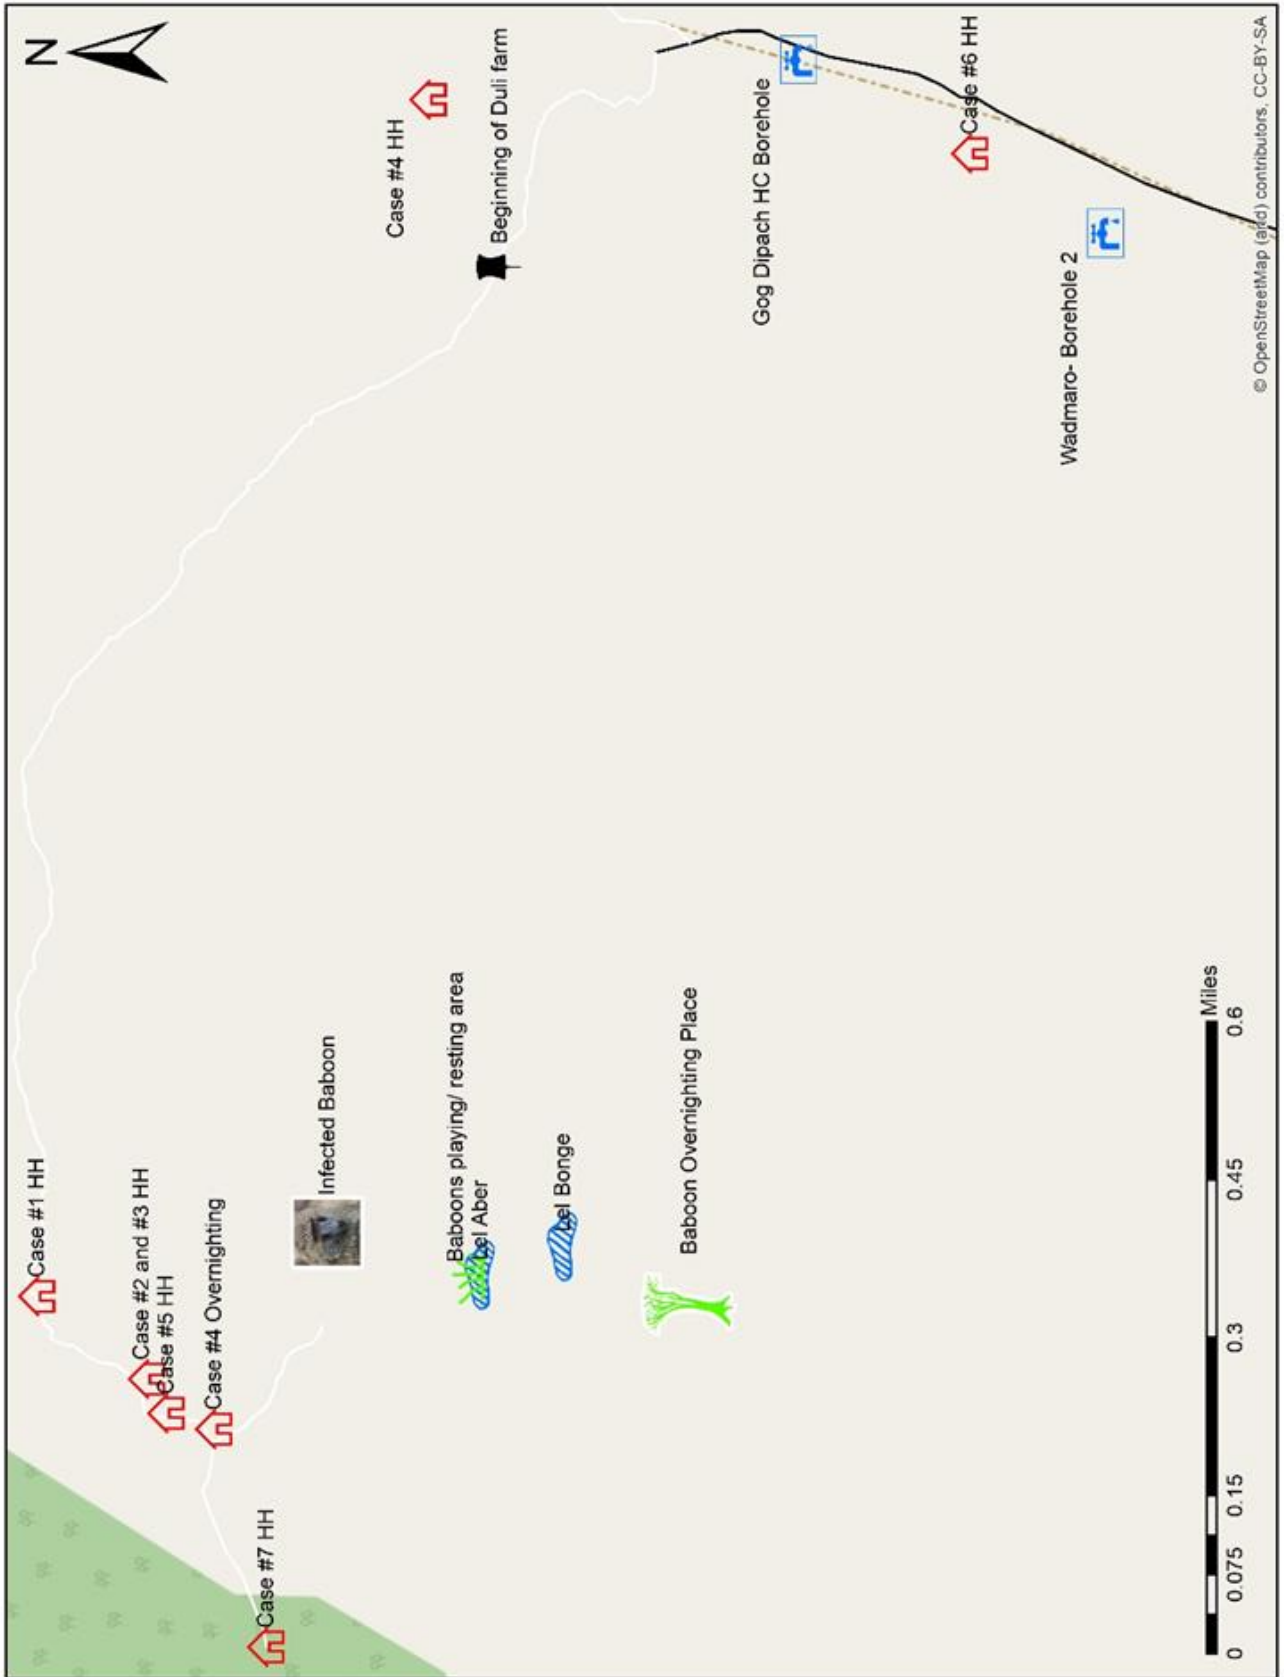 N
Case #1 HH
Case #2 and #3 HH
Case #5 HH
Case #4 Overnighting
Case #7 HH
Infected Baboon
Case #4 HH
Baboons playing/ resting area
Lel Aber
Beginning of Duli farm
Lel Bonge
Baboon Overnighting Place
Gog Dipach HC Borehole
Case #6 HH
Wadmaro- Borehole 2
Miles
0 0.075 0.15 0.3 0.45 0.6
© OpenStreetMap (and) contributors, CC-BY-SA